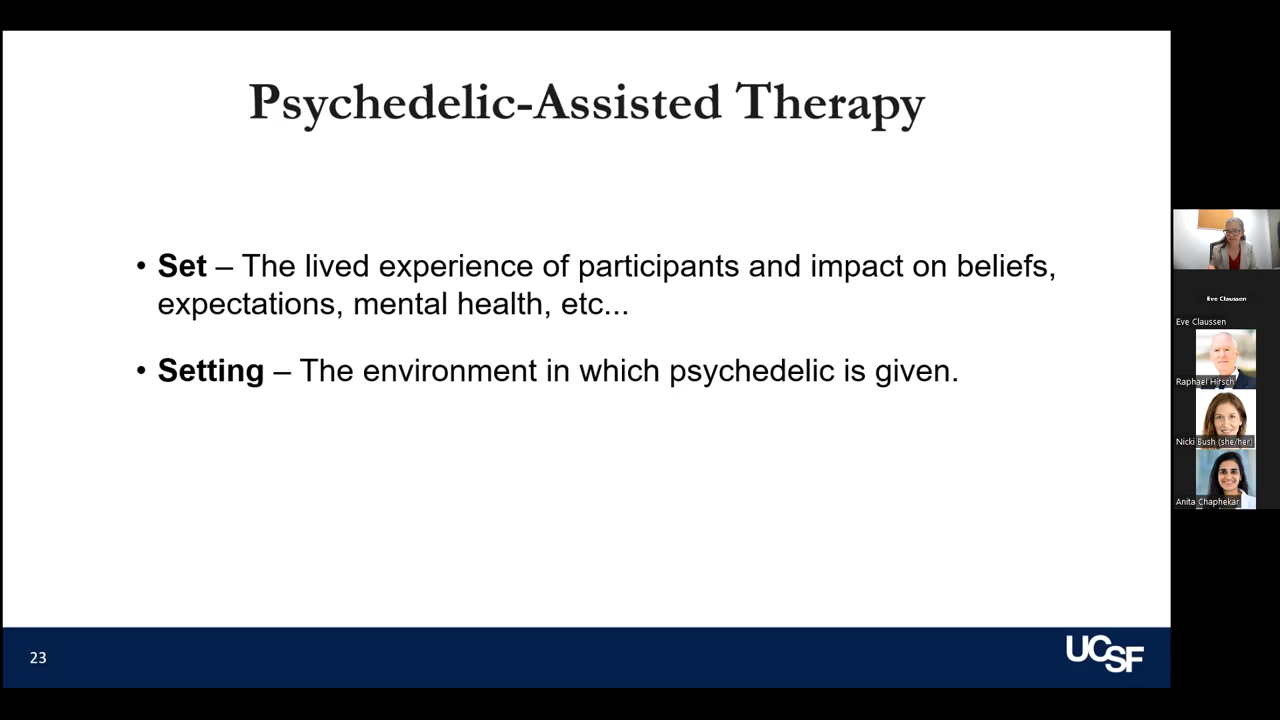 Psychedelic-Assisted Therapy
• Set – The lived experience of participants and impact on beliefs,
expectations, mental health, etc...
• Setting – The environment in which psychedelic is given.
23
UCSF
Eve Claussen
Eve Claussen
Raphael Hirsch
Nicki Bush (she/her)
Anita Chaphekar